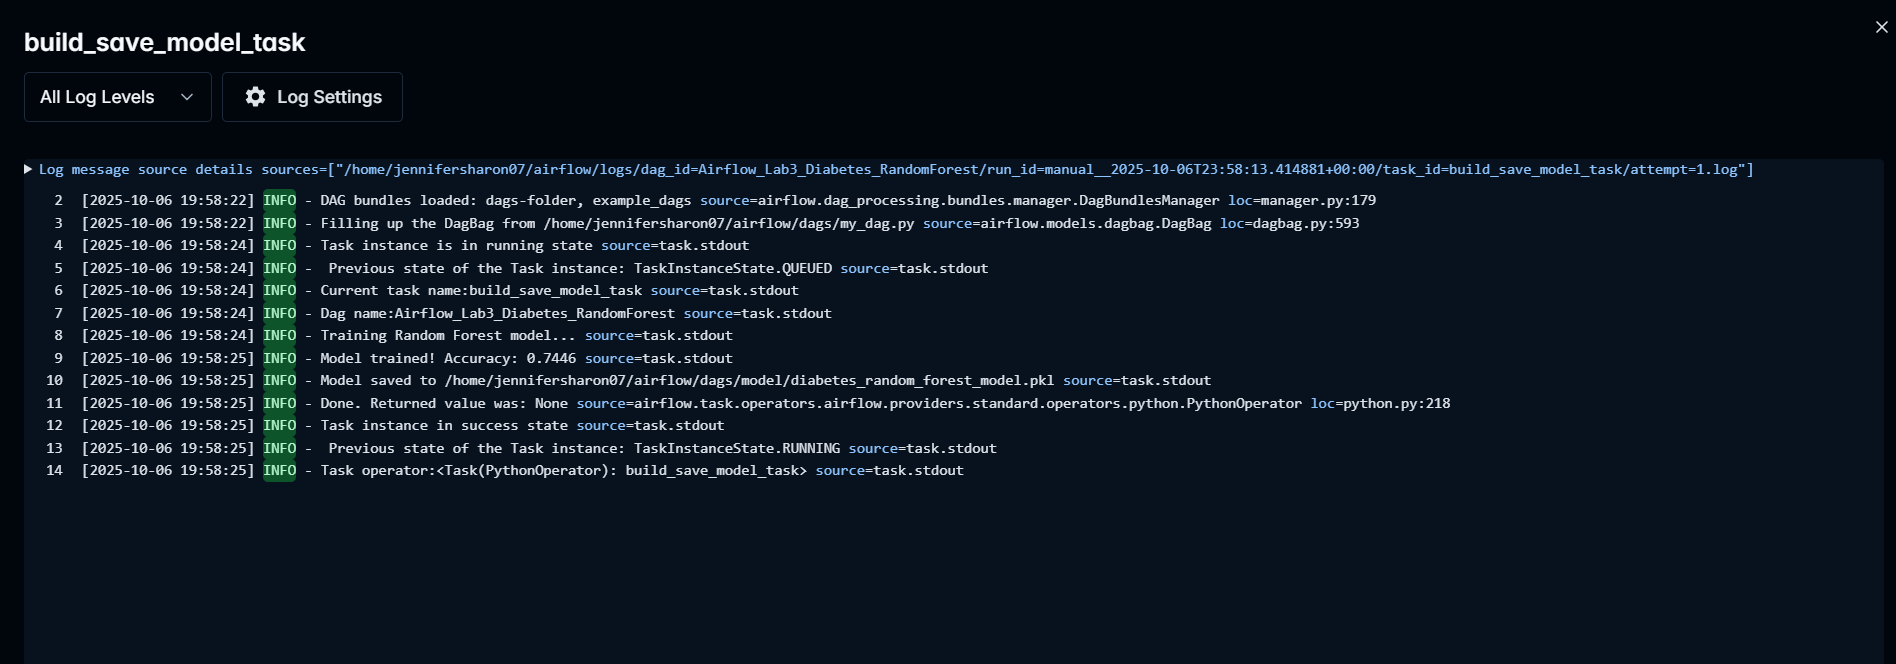 build_save_model_task
All Log Levels
Log Settings
Log message source details sources=["/home/jennifersharon07/airflow/logs/dag_id=Airflow_Lab3_Diabetes_RandomForest/run_id=manual__2025-10-06T23:58:13.414881+00:00/task_id=build_save_model_task/attempt=1.log"]
2 [2025-10-06 19:58:22] INFO - DAG bundles loaded: dags-folder, example_dags source=airflow.dag_processing.bundles.manager.DagBundlesManager loc=manager.py:179
3 [2025-10-06 19:58:22] INFO - Filling up the DagBag from /home/jennifersharon07/airflow/dags/my_dag.py source=airflow.models.dagbag.DagBag loc=dagbag.py:593
4 [2025-10-06 19:58:24] INFO - Task instance is in running state source=task.stdout
5 [2025-10-06 19:58:24] INFO -  Previous state of the Task instance: TaskInstanceState.QUEUED source=task.stdout
6 [2025-10-06 19:58:24] INFO - Current task name:build_save_model_task source=task.stdout
7 [2025-10-06 19:58:24] INFO - Dag name:Airflow_Lab3_Diabetes_RandomForest source=task.stdout
8 [2025-10-06 19:58:24] INFO - Training Random Forest model... source=task.stdout
9 [2025-10-06 19:58:25] INFO - Model trained! Accuracy: 0.7446 source=task.stdout
10 [2025-10-06 19:58:25] INFO - Model saved to /home/jennifersharon07/airflow/dags/model/diabetes_random_forest_model.pkl source=task.stdout
11 [2025-10-06 19:58:25] INFO - Done. Returned value was: None source=airflow.task.operators.airflow.providers.standard.operators.python.PythonOperator loc=python.py:218
12 [2025-10-06 19:58:25] INFO - Task instance in success state source=task.stdout
13 [2025-10-06 19:58:25] INFO -  Previous state of the Task instance: TaskInstanceState.RUNNING source=task.stdout
14 [2025-10-06 19:58:25] INFO - Task operator:<Task(PythonOperator): build_save_model_task> source=task.stdout